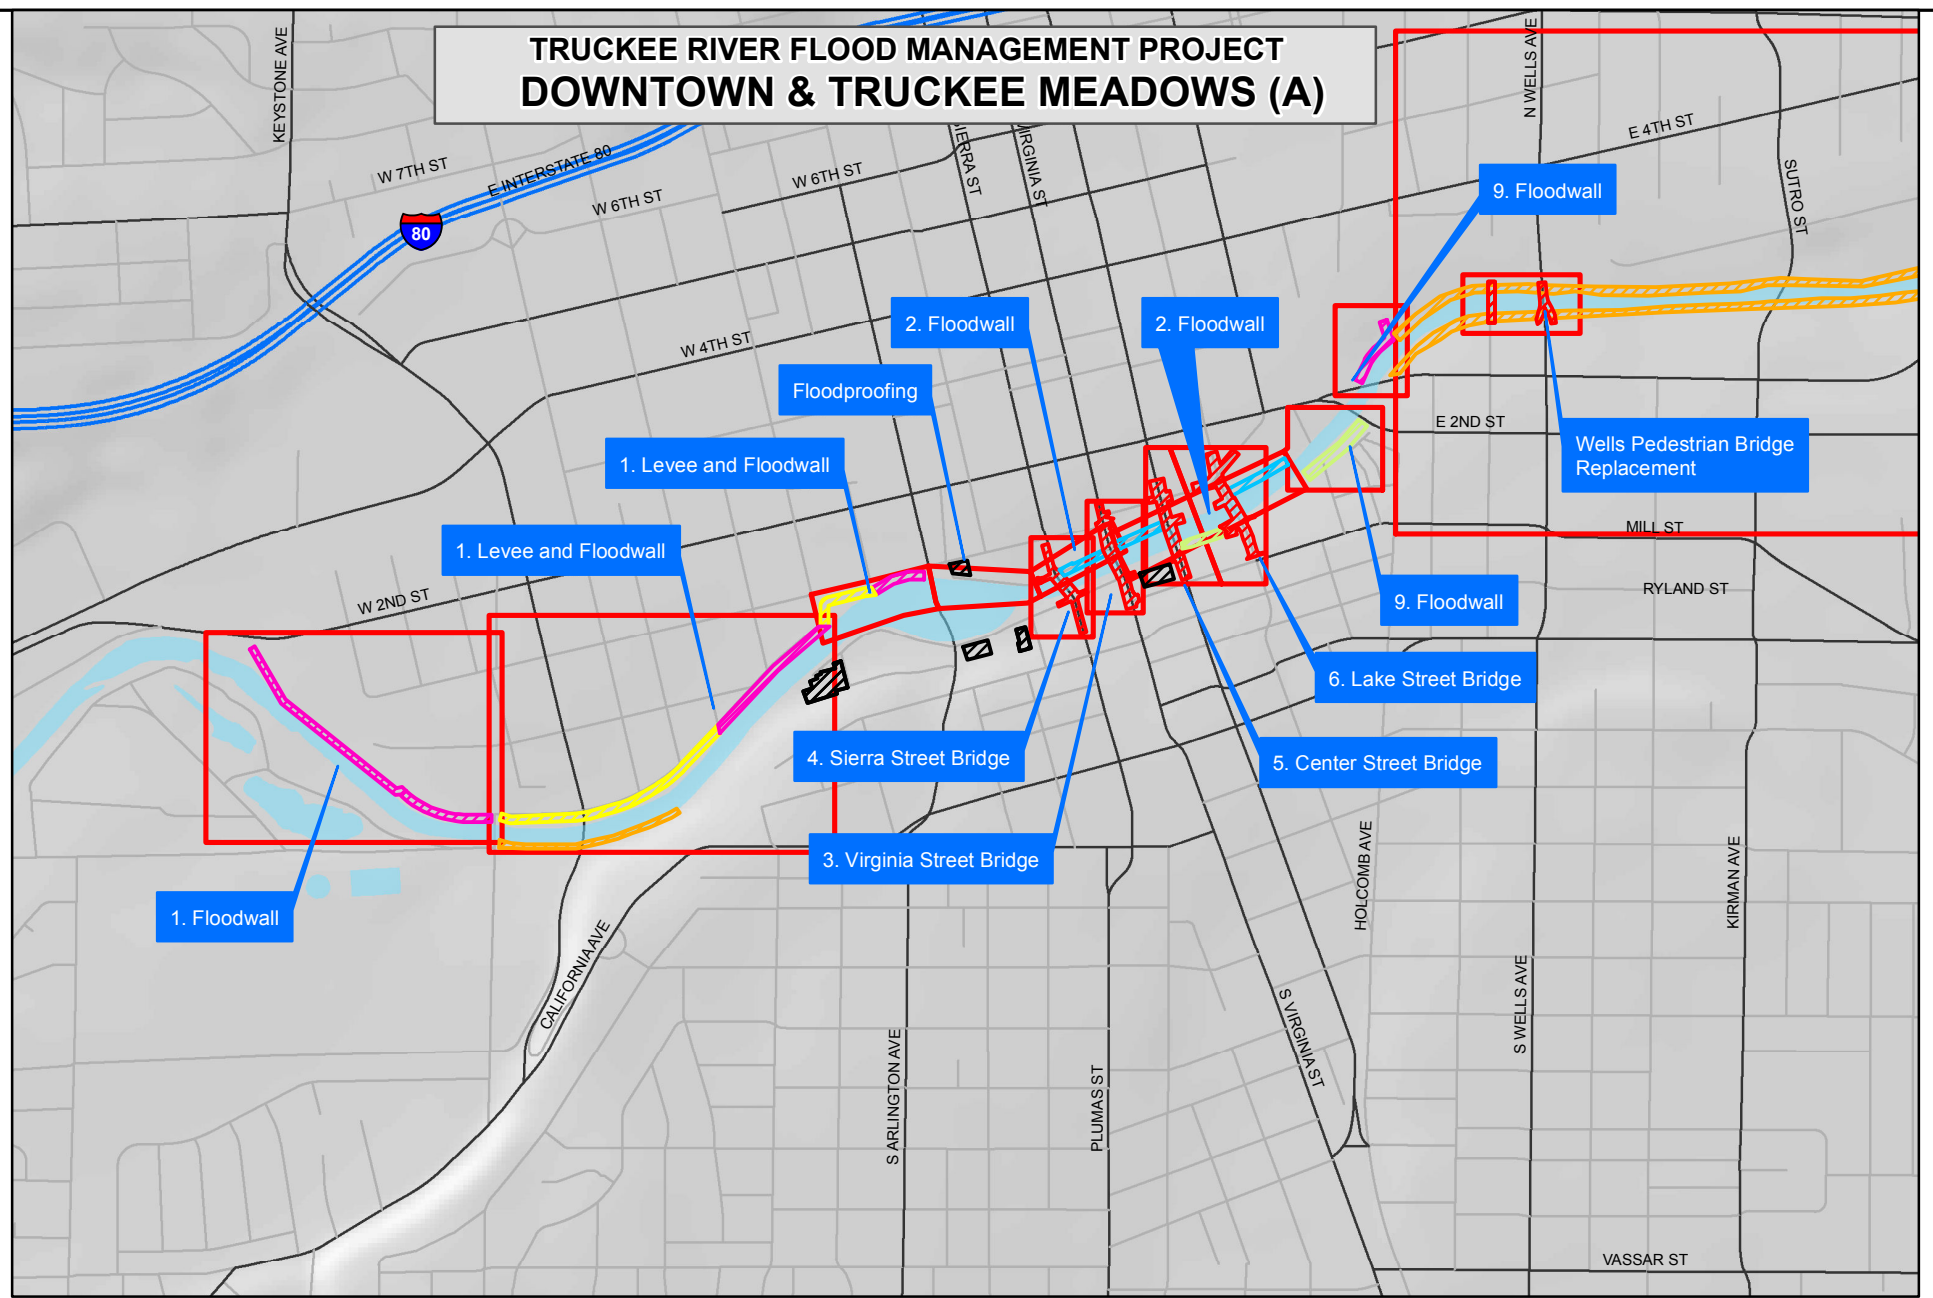 TRUCKEE RIVER FLOOD MANAGEMENT PROJECT
DOWNTOWN & TRUCKEE MEADOWS (A)
KEYSTONE AVE
W 7TH ST
E INTERSTATE 80
80
W 6TH ST
W 6TH ST
SIERRA ST
VIRGINIA ST
N WELLS AVE
E 4TH ST
SUTRO ST
9. Floodwall
2. Floodwall
2. Floodwall
W 4TH ST
Floodproofing
E 2ND ST
Wells Pedestrian Bridge
Replacement
1. Levee and Floodwall
1. Levee and Floodwall
MILL ST
W 2ND ST
RYLAND ST
9. Floodwall
6. Lake Street Bridge
4. Sierra Street Bridge
5. Center Street Bridge
3. Virginia Street Bridge
1. Floodwall
HOLCOMB AVE
KIRMAN AVE
CALIFORNIA AVE
S WELLS AVE
S VIRGINIA ST
S ARLINGTON AVE
PLUMAS ST
VASSAR ST